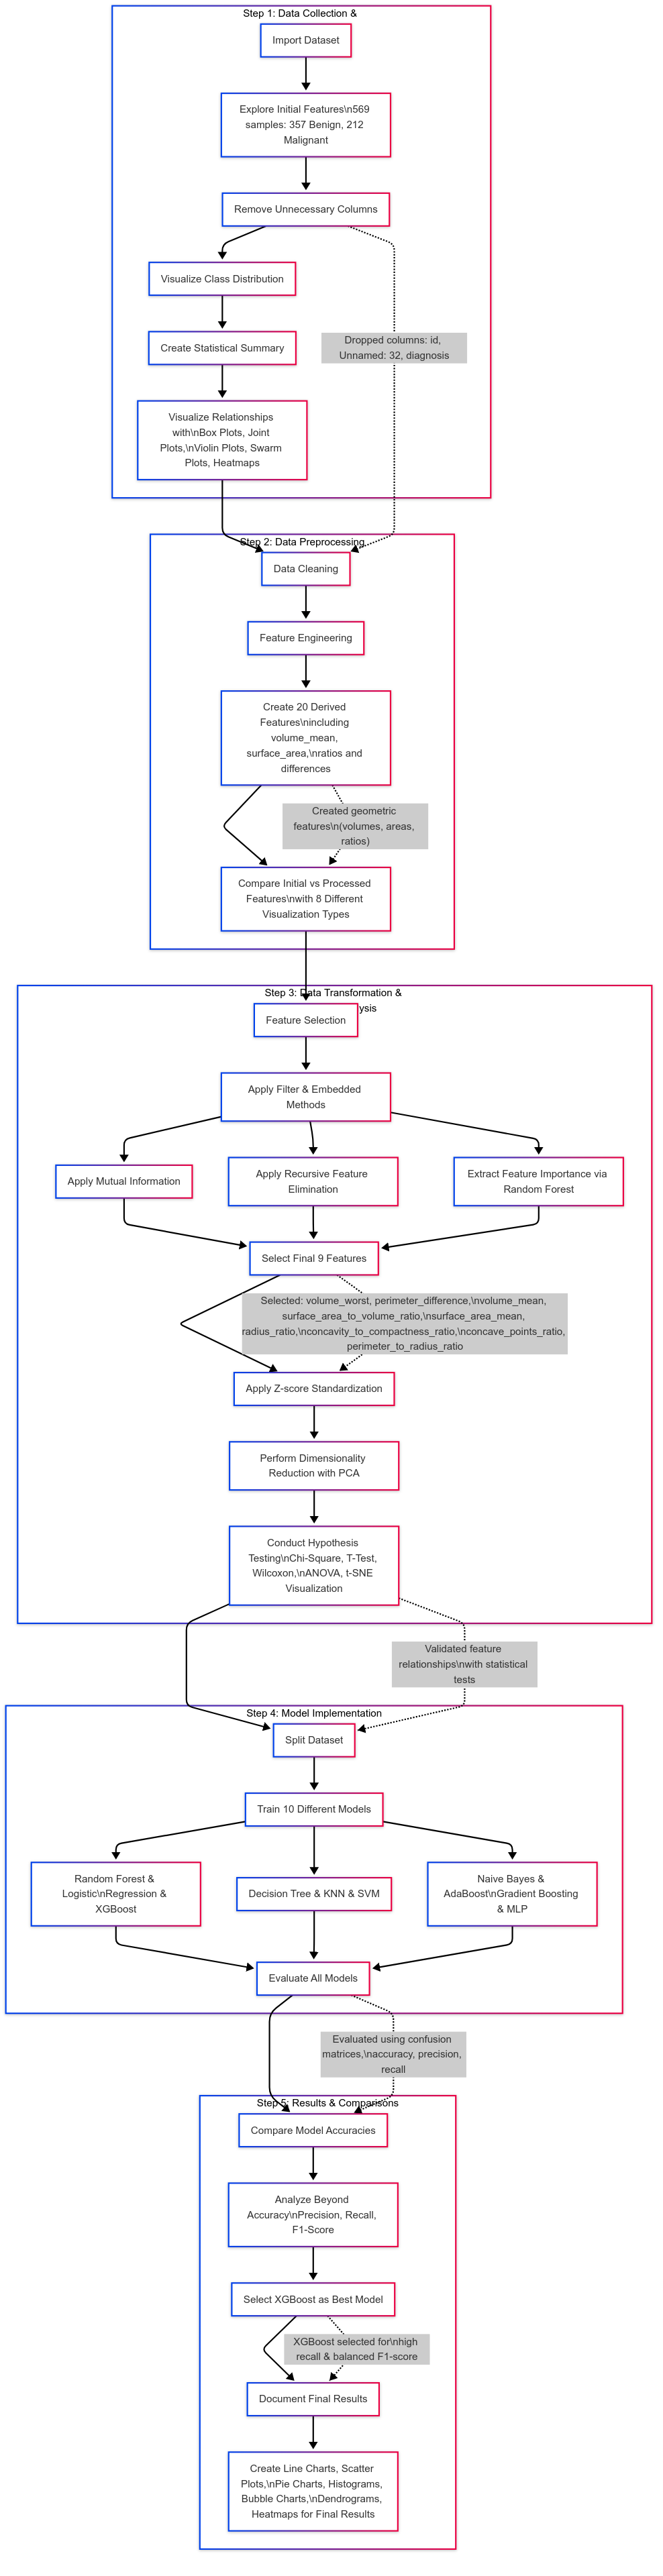 Step 1: Data Collection &
Import Dataset
Explore Initial Features\n569
samples: 357 Benign, 212
Malignant
Remove Unnecessary Columns
Visualize Class Distribution
Dropped columns: id,
Unnamed: 32, diagnosis
Create Statistical Summary
Visualize Relationships
with\nBox Plots, Joint
Plots,\nViolin Plots, Swarm
Plots, Heatmaps
Step 2: Data Preprocessing
Data Cleaning
Feature Engineering
Create 20 Derived
Features\nincluding
volume_mean,
surface_area,\nratios and
differences
Created geometric
features\n(volumes, areas,
ratios)
Compare Initial vs Processed
Features\nwith 8 Different
Visualization Types
Step 3: Data Transformation &
Feature Selection
Apply Filter & Embedded
Methods
Apply Mutual Information
Apply Recursive Feature
Elimination
Extract Feature Importance via
Random Forest
Select Final 9 Features
Selected: volume_worst, perimeter_difference,\nvolume_mean,
surface_area_to_volume_ratio,\nsurface_area_mean,
radius_ratio,\nconcavity_to_compactness_ratio,\nconcave_points_ratio,
perimeter_to_radius_ratio
Apply Z-score Standardization
Perform Dimensionality
Reduction with PCA
Conduct Hypothesis
Testing\nChi-Square, T-Test,
Wilcoxon,\nANOVA, t-SNE
Visualization
Validated feature
relationships\nwith statistical
tests
Step 4: Model Implementation
Split Dataset
Train 10 Different Models
Random Forest &
Logistic\nRegression &
XGBoost
Decision Tree & KNN & SVM
Naive Bayes &
AdaBoost\nGradient Boosting
& MLP
Evaluate All Models
Evaluated using confusion
matrices,\naccuracy, precision,
recall
Step 5: Results & Comparisons
Compare Model Accuracies
Analyze Beyond
Accuracy\nPrecision, Recall,
F1-Score
Select XGBoost as Best Model
XGBoost selected for\nhigh
recall & balanced F1-score
Document Final Results
Create Line Charts, Scatter
Plots,\nPie Charts, Histograms,
Bubble Charts,\nDendrograms,
Heatmaps for Final Results